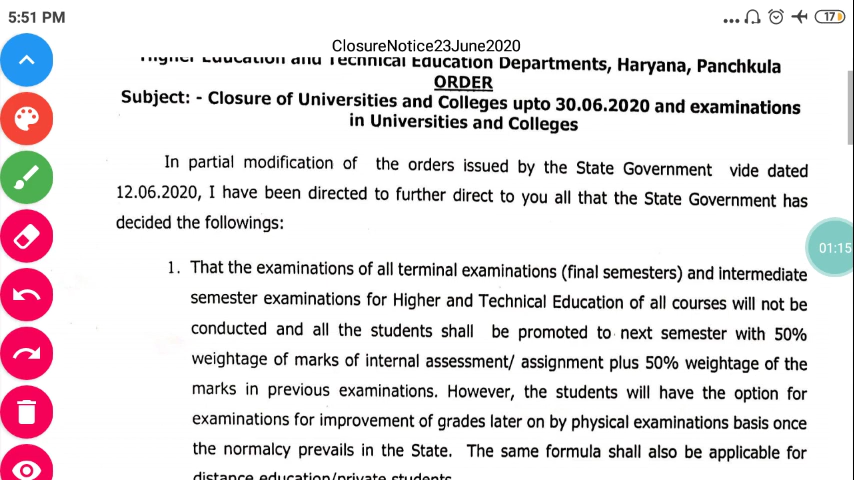 5:51 PM
17
ClosureNotice23June2020
Higher Education and Technical Education Departments, Haryana, Panchkula
ORDER
Subject: - Closure of Universities and Colleges upto 30.06.2020 and examinations
in Universities and Colleges
In partial modification of the orders issued by the State Government vide dated
12.06.2020, I have been directed to further direct to you all that the State Government has
decided the followings:
1. That the examinations of all terminal examinations (final semesters) and intermediate
semester examinations for Higher and Technical Education of all courses will not be
conducted and all the students shall be promoted to next semester with 50%
weightage of marks of internal assessment/ assignment plus 50% weightage of the
marks in previous examinations. However, the students will have the option for
examinations for improvement of grades later on by physical examinations basis once
the normalcy prevails in the State. The same formula shall also be applicable for
distance education/private students
01:15